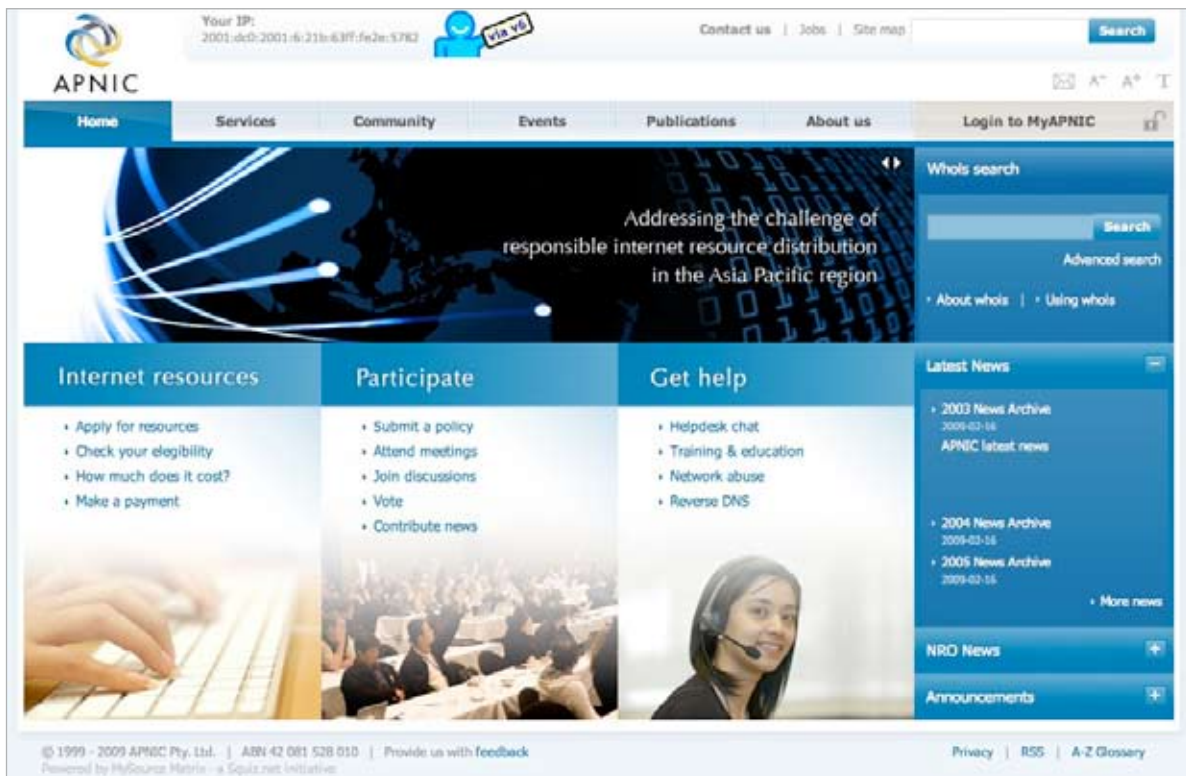 Your IP:
2001:dc0:2001:6:21b:63ff:fe2e:5782
via v6
Contact us | Jobs | Site map
Search
APNIC
A- A+ T
Home Services Community Events Publications About us Login to MyAPNIC
Addressing the challenge of
responsible internet resource distribution
in the Asia Pacific region
Whois search
Search
Advanced search
About whois | Using whois
Internet resources
Apply for resources
Check your elegibility
How much does it cost?
Make a payment
Participate
Submit a policy
Attend meetings
Join discussions
Vote
Contribute news
Get help
Helpdesk chat
Training & education
Network abuse
Reverse DNS
Latest News
2003 News Archive
2009-02-16
APNIC latest news
2004 News Archive
2009-02-16
2005 News Archive
2009-02-16
More news
NRO News
Announcements
© 1999 - 2009 APNIC Pty. Ltd. | ABN 42 081 528 010 | Provide us with feedback
Powered by MySource Matrix - a Squiz.net initiative
Privacy | RSS | A-Z Glossary